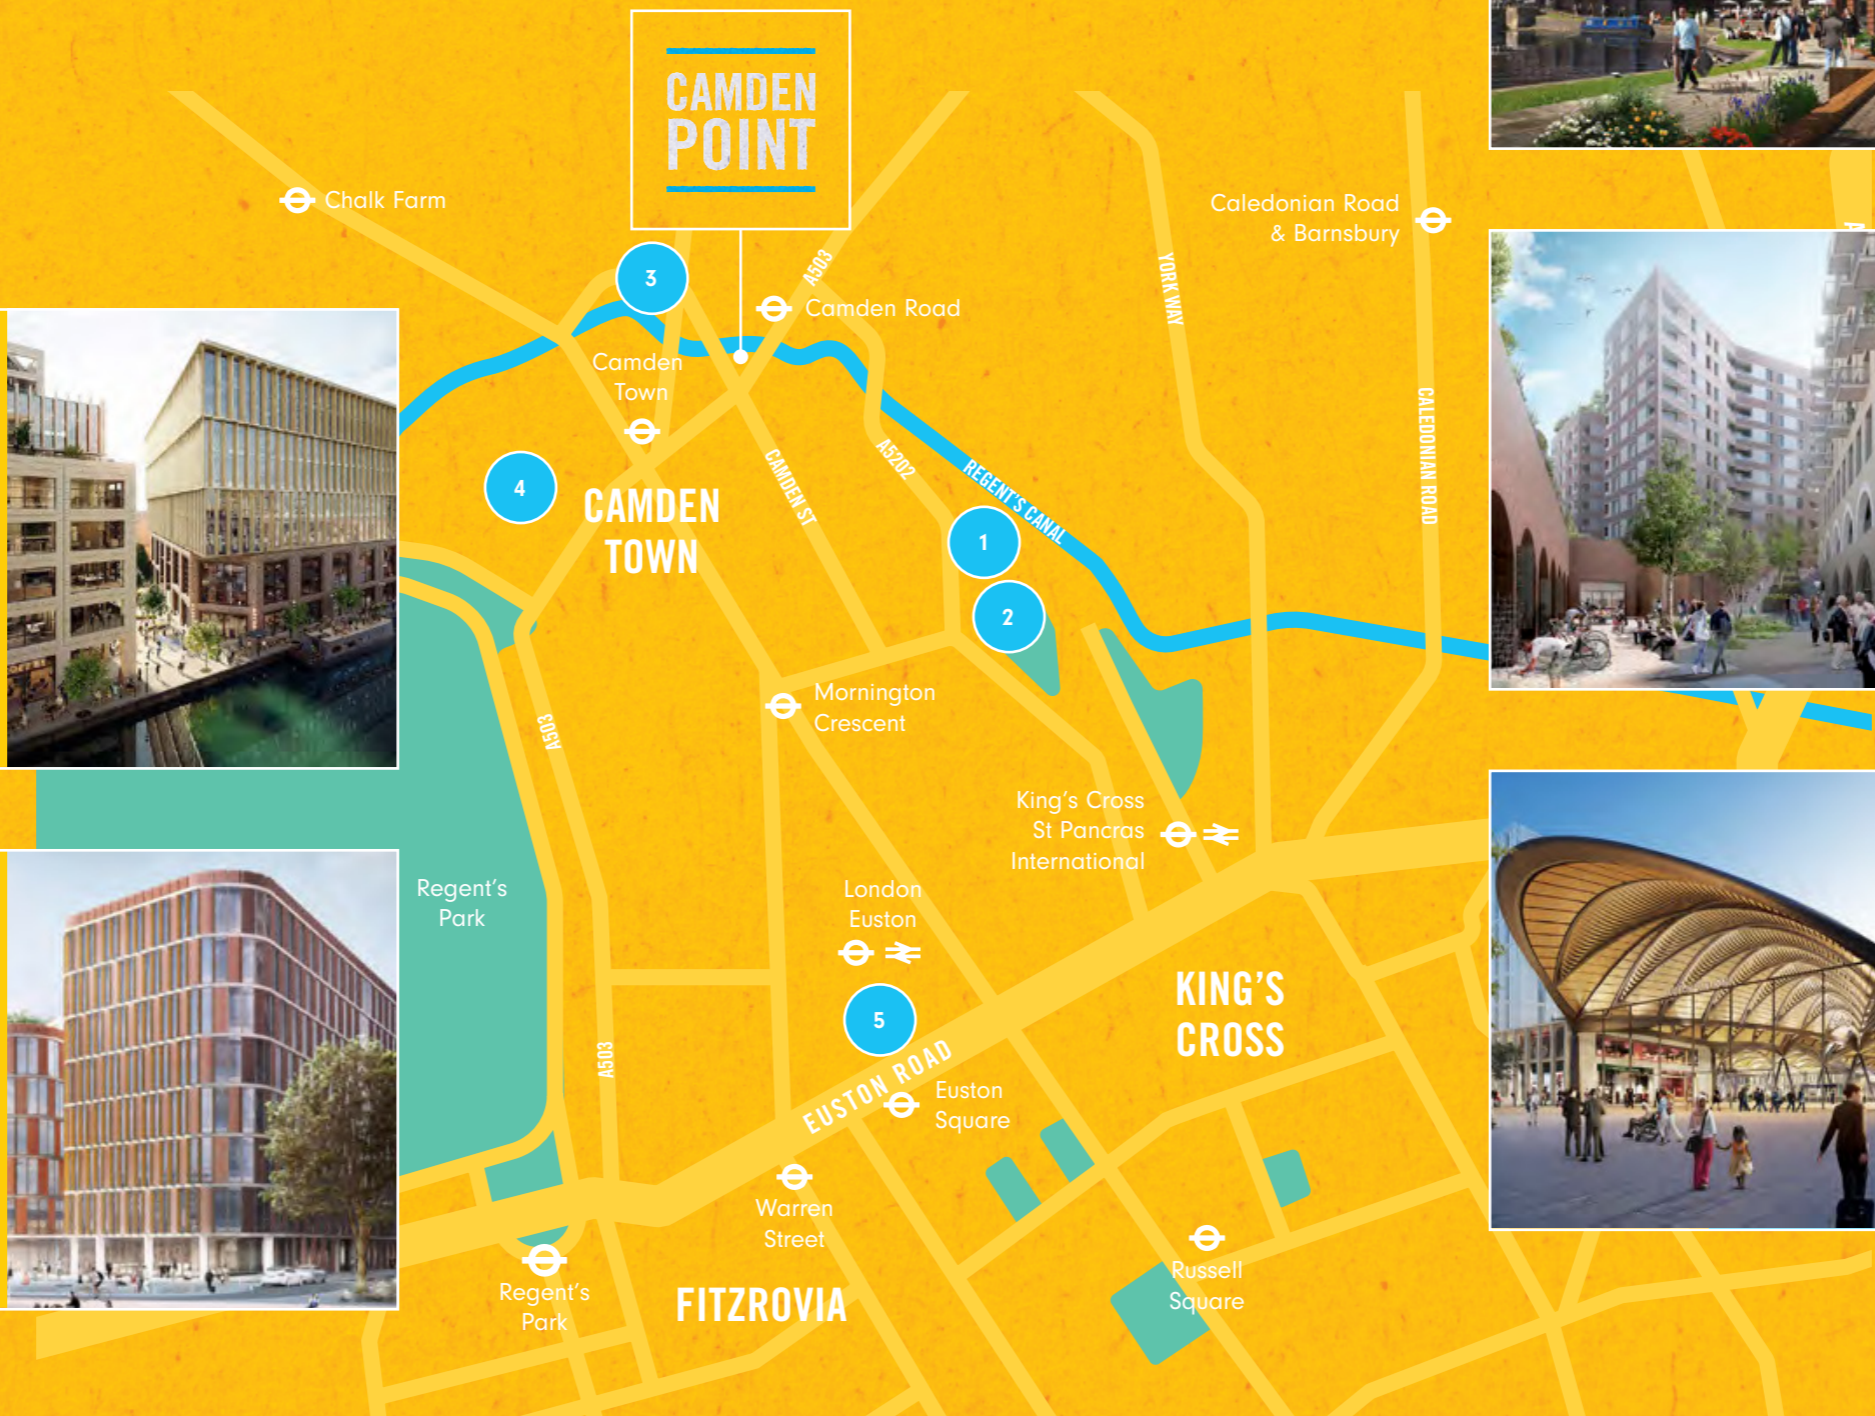 CAMDEN
POINT
Chalk Farm
Caledonian Road
& Barnsbury
A503
YORK WAY
3
Camden Road
Camden
Town
CALEDONIAN ROAD
4
CAMDEN
TOWN
CAMDEN ST
A5202
REGENT'S CANAL
1
2
Mornington
Crescent
A503
King's Cross
St Pancras
International
Regent's
Park
London
Euston
5
KING'S
CROSS
A503
EUSTON ROAD
Euston
Square
Warren
Street
Regent's
Park
FITZROVIA
Russell
Square